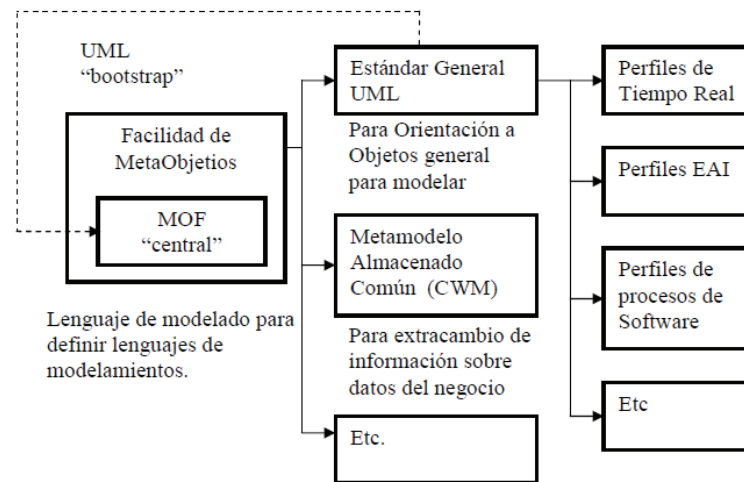 UML
“bootstrap”
Facilidad de
MetaObjetios
MOF
“central”
Lenguaje de modelado para
definir lenguajes de
modelamientos.
Estándar General
UML
Para Orientación a
Objetos general
para modelar
Metamodelo
Almacenado
Común (CWM)
Para extracambio de
información sobre
datos del negocio
Etc.
Perfiles de
Tiempo Real
Perfiles EAI
Perfiles de
procesos de
Software
Etc